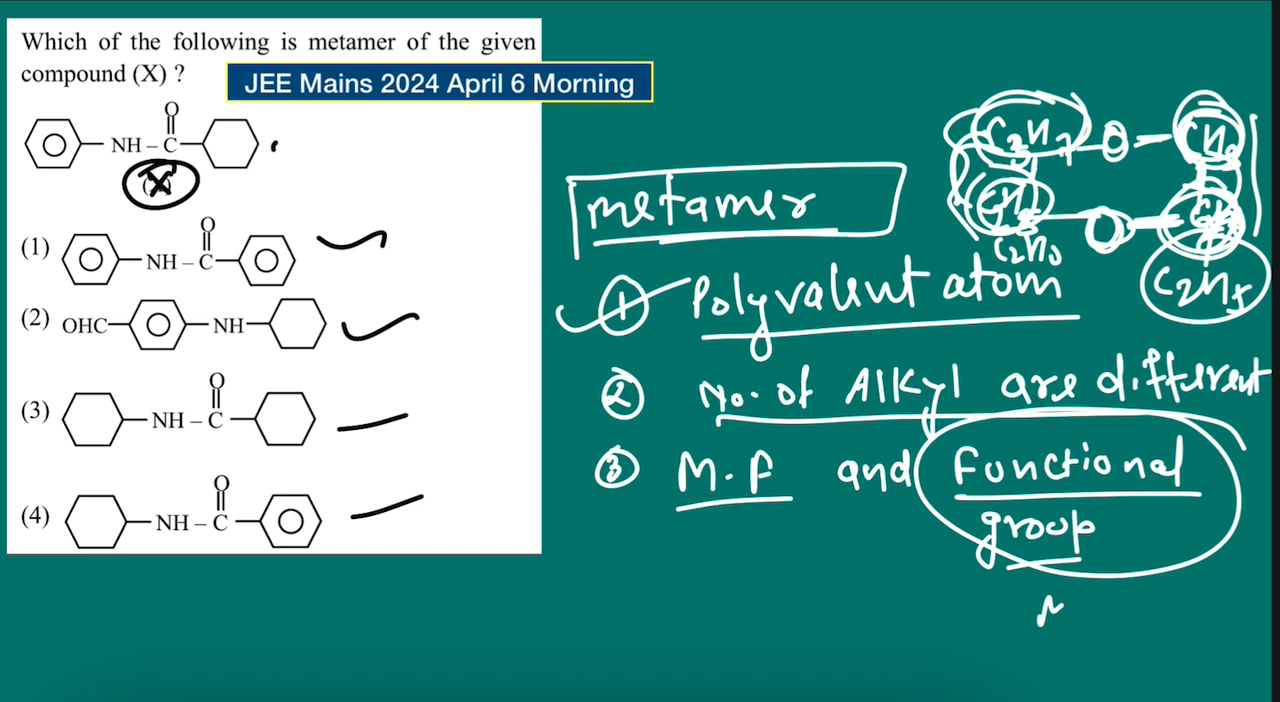 Which of the following is metamer of the given
compound (X) ?
JEE Mains 2024 April 6 Morning
O
NH – C
X
(1) O
NH – C
(2) OHC NH
(3) O
NH – C
(4) O
NH – C
metamer
C3H7 O – CH3
O
C2H5
C2H5
① Polyvalent atom
② No. of Alkyl are different
③ M.F and Functional
group